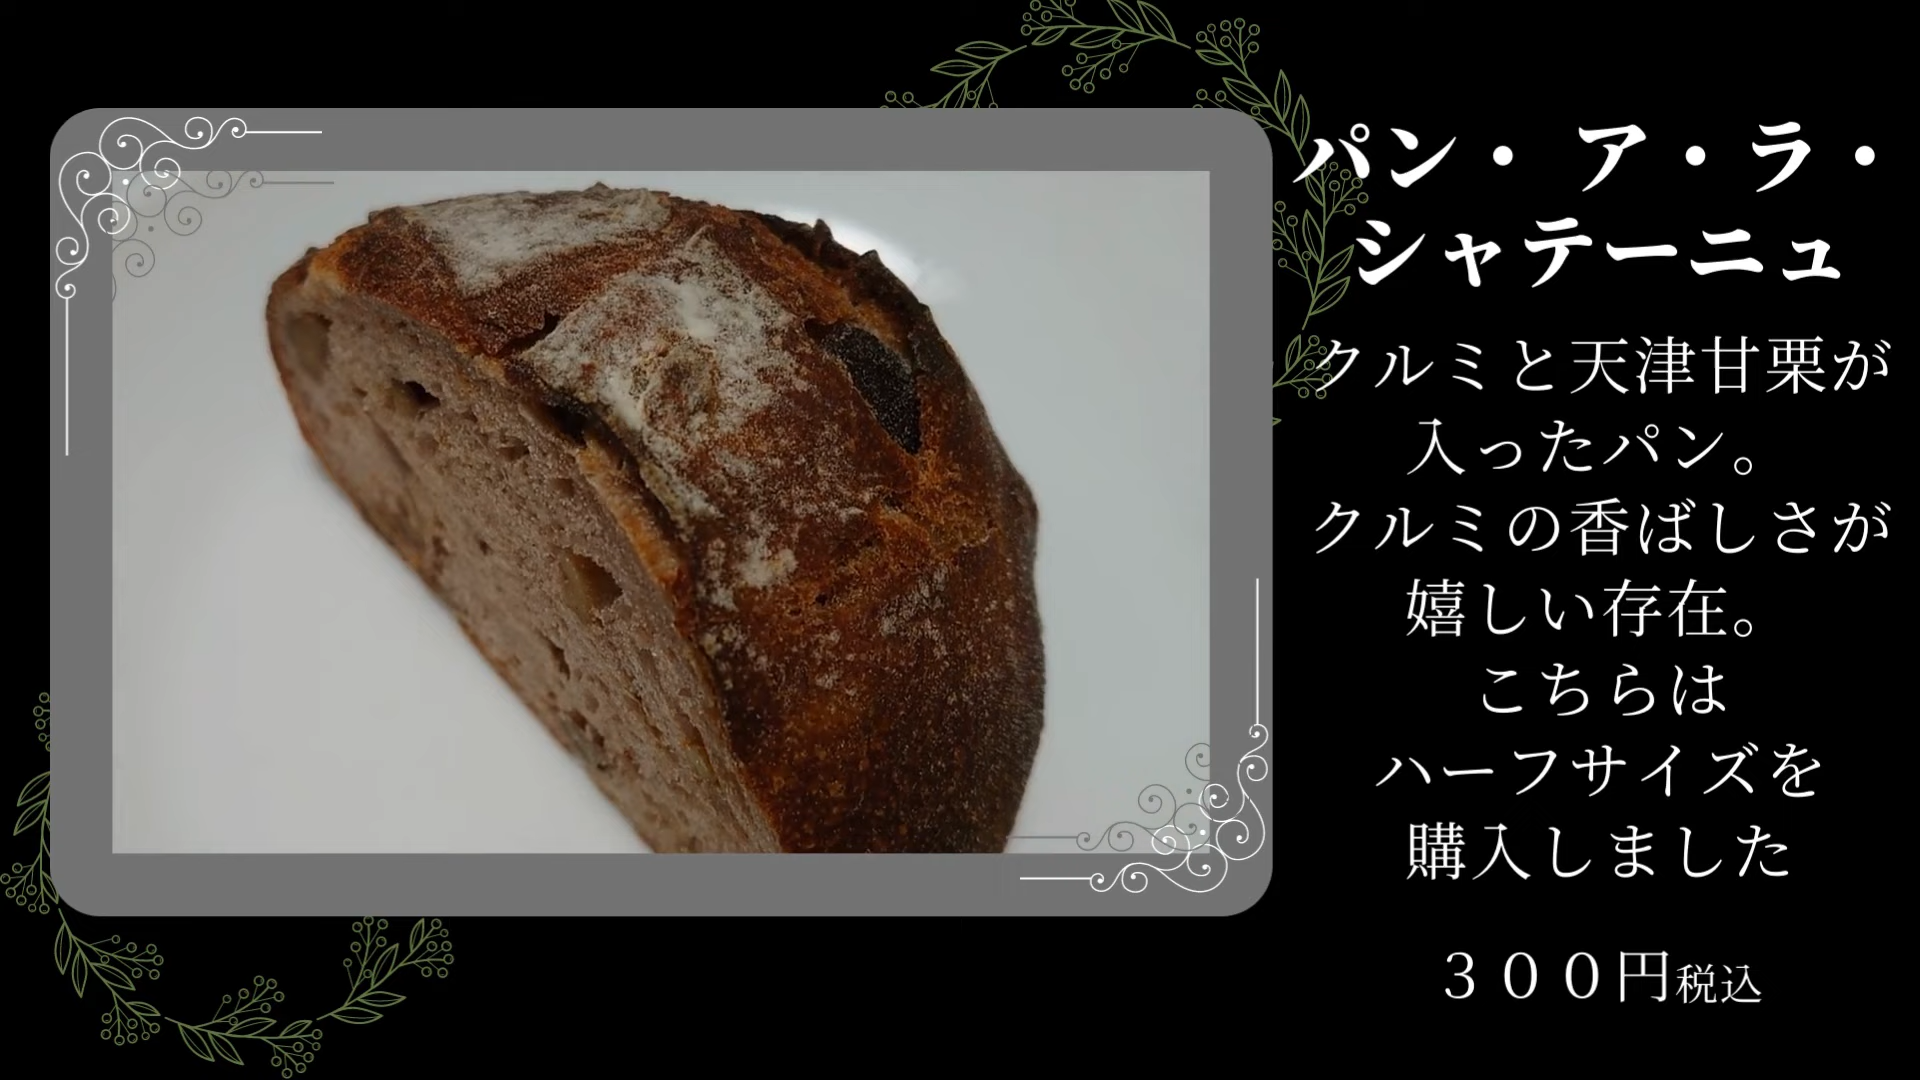 パン・ア・ラ・
シャテーニュ
クルミと天津甘栗が
入ったパン。
クルミの香ばしさが
嬉しい存在。
こちらは
ハーフサイズを
購入しました
３００円税込